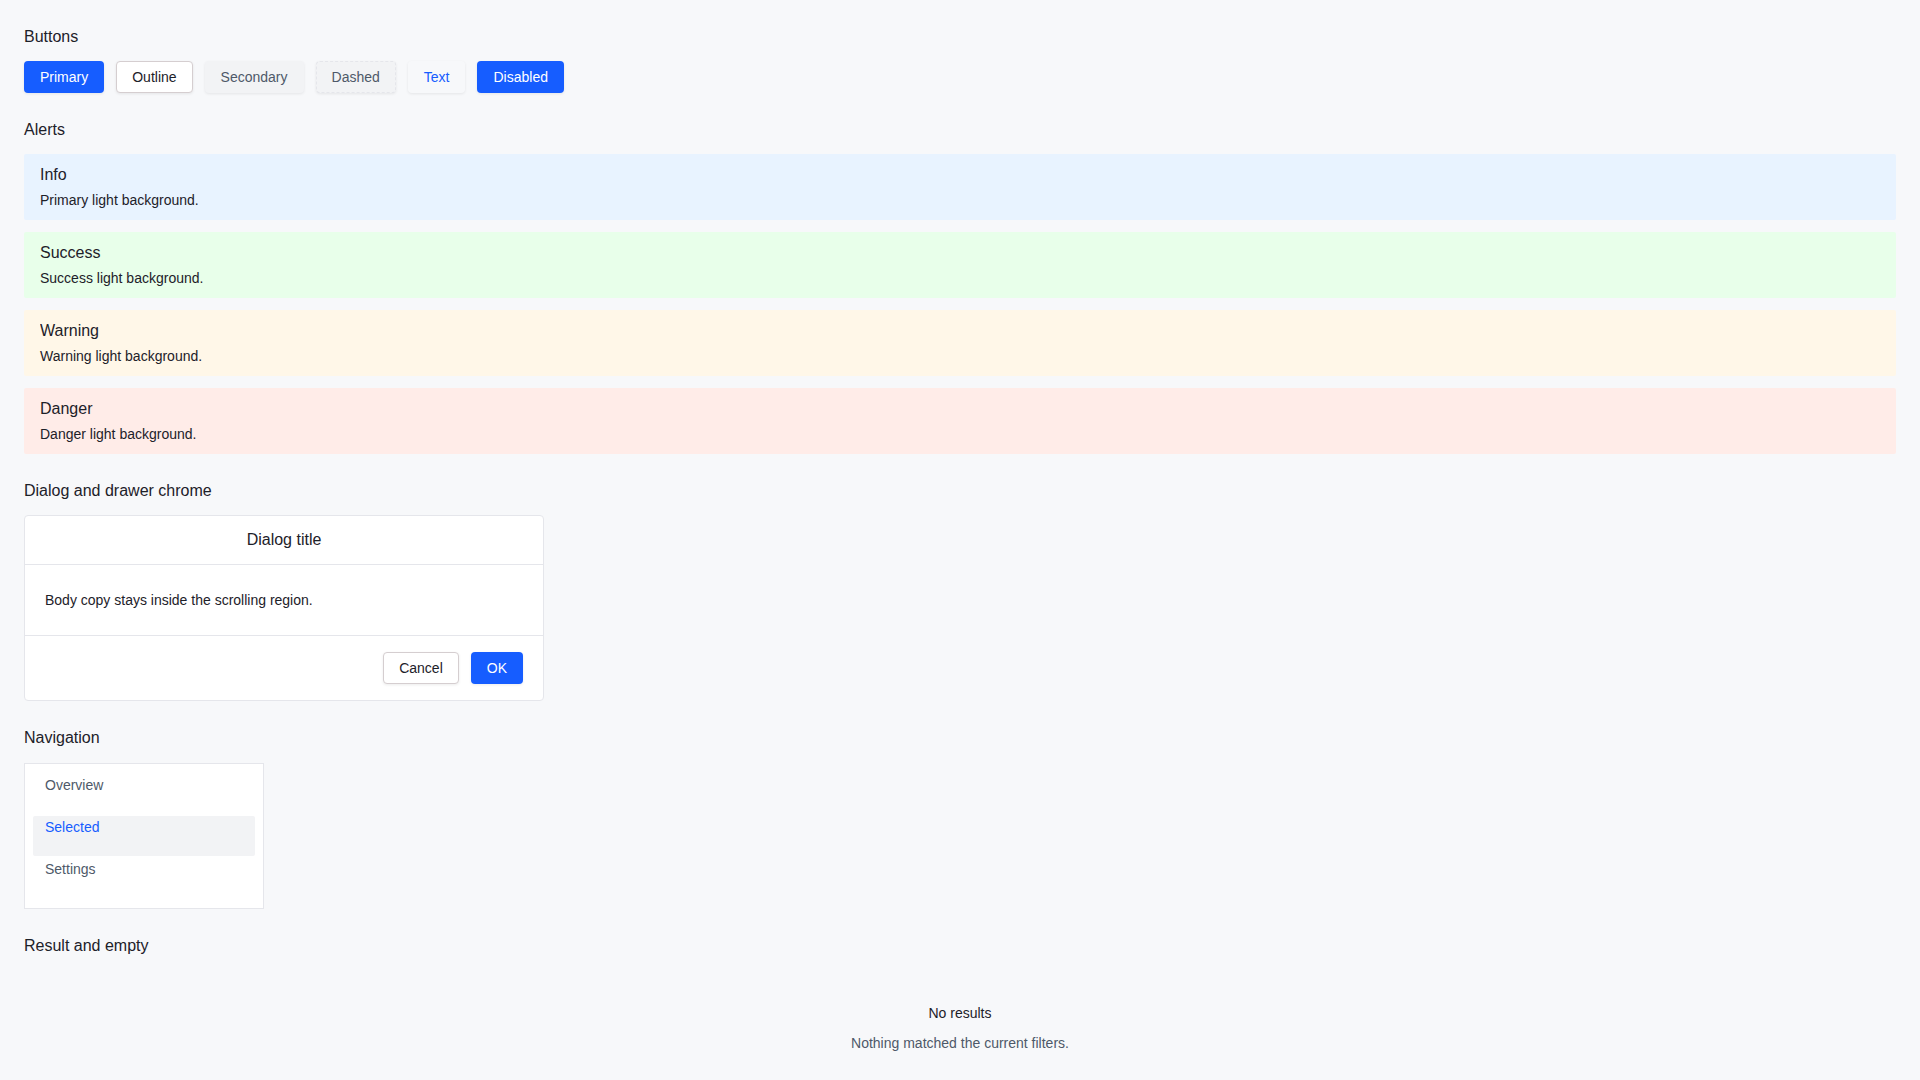 Buttons
Primary Outline Secondary Dashed Text Disabled
Alerts
Info
Primary light background.
Success
Success light background.
Warning
Warning light background.
Danger
Danger light background.
Dialog and drawer chrome
Dialog title
Body copy stays inside the scrolling region.
Cancel OK
Navigation
Overview
Selected
Settings
Result and empty
No results
Nothing matched the current filters.